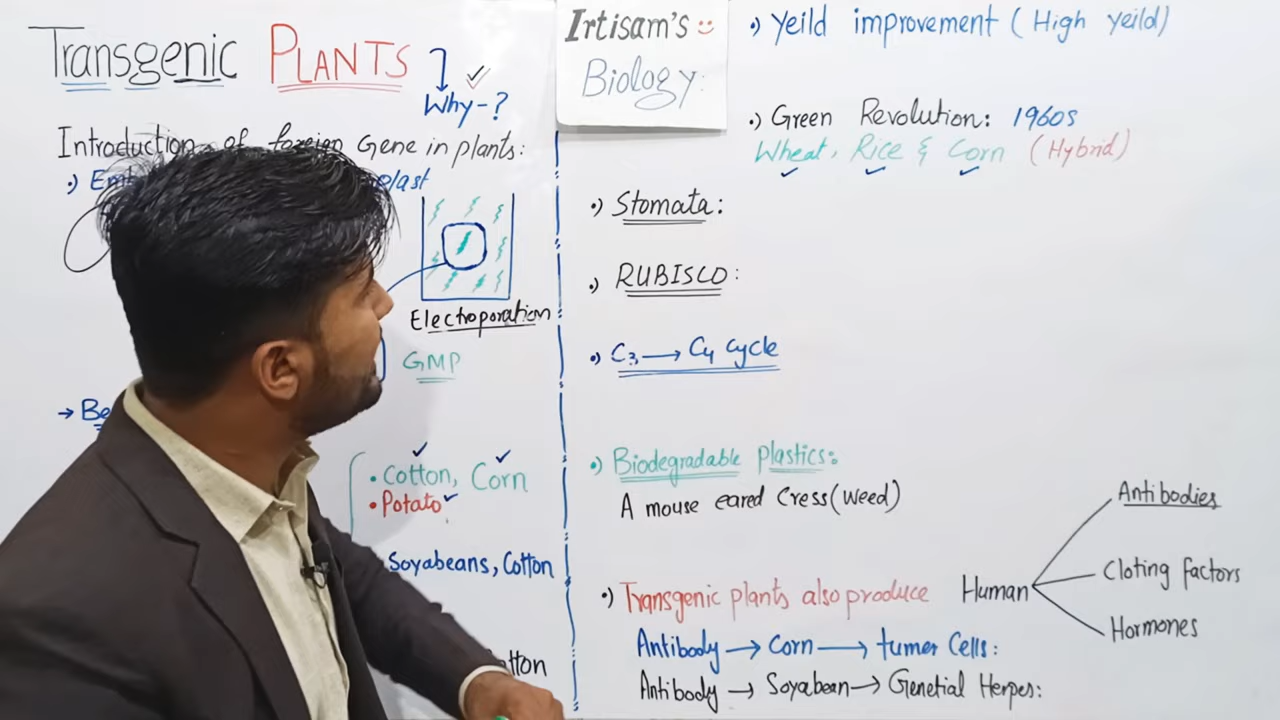 Transgenic PLANTS
Why-?
Introduction of foreign Gene in plants:
•) Emb
plast
Electroporation
GMP
→ Be
• Cotton, Corn
• Potato
Soyabeans, Cotton
tton
Irtisam's
Biology:
•) Yeild improvement (High yeild)
•) Green Revolution: 1960s
Wheat, Rice & Corn (Hybrid)
•) Stomata:
•) RUBISCO:
•) C3 → C4 Cycle
•) Biodegradable plastics:
A mouse eared Cress (weed)
•) Transgenic plants also produce Human
Antibodies
Cloting factors
Hormones
Antibody → Corn → tumer Cells:
Antibody → Soyabean → Genetial Herpes: